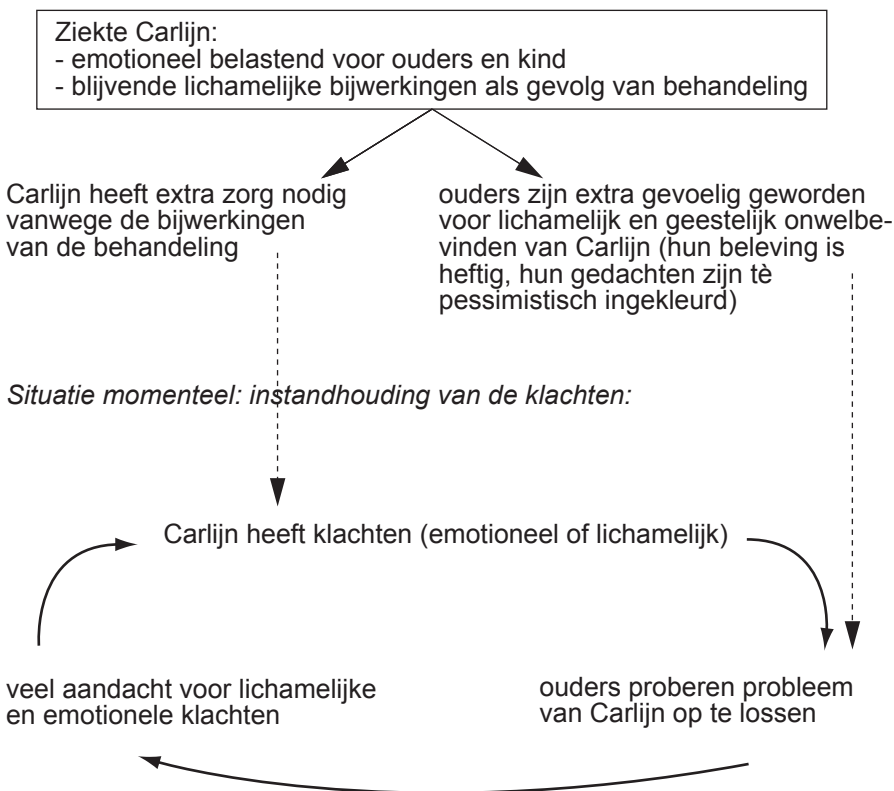 Ziekte Carlijn:
- emotioneel belastend voor ouders en kind
- blijvende lichamelijke bijwerkingen als gevolg van behandeling
Carlijn heeft extra zorg nodig
vanwege de bijwerkingen
van de behandeling
ouders zijn extra gevoelig geworden
voor lichamelijk en geestelijk onwelbe-
vinden van Carlijn (hun beleving is
heftig, hun gedachten zijn tè
pessimistisch ingekleurd)
Situatie momenteel: instandhouding van de klachten:
Carlijn heeft klachten (emotioneel of lichamelijk)
veel aandacht voor lichamelijke
en emotionele klachten
ouders proberen probleem
van Carlijn op te lossen